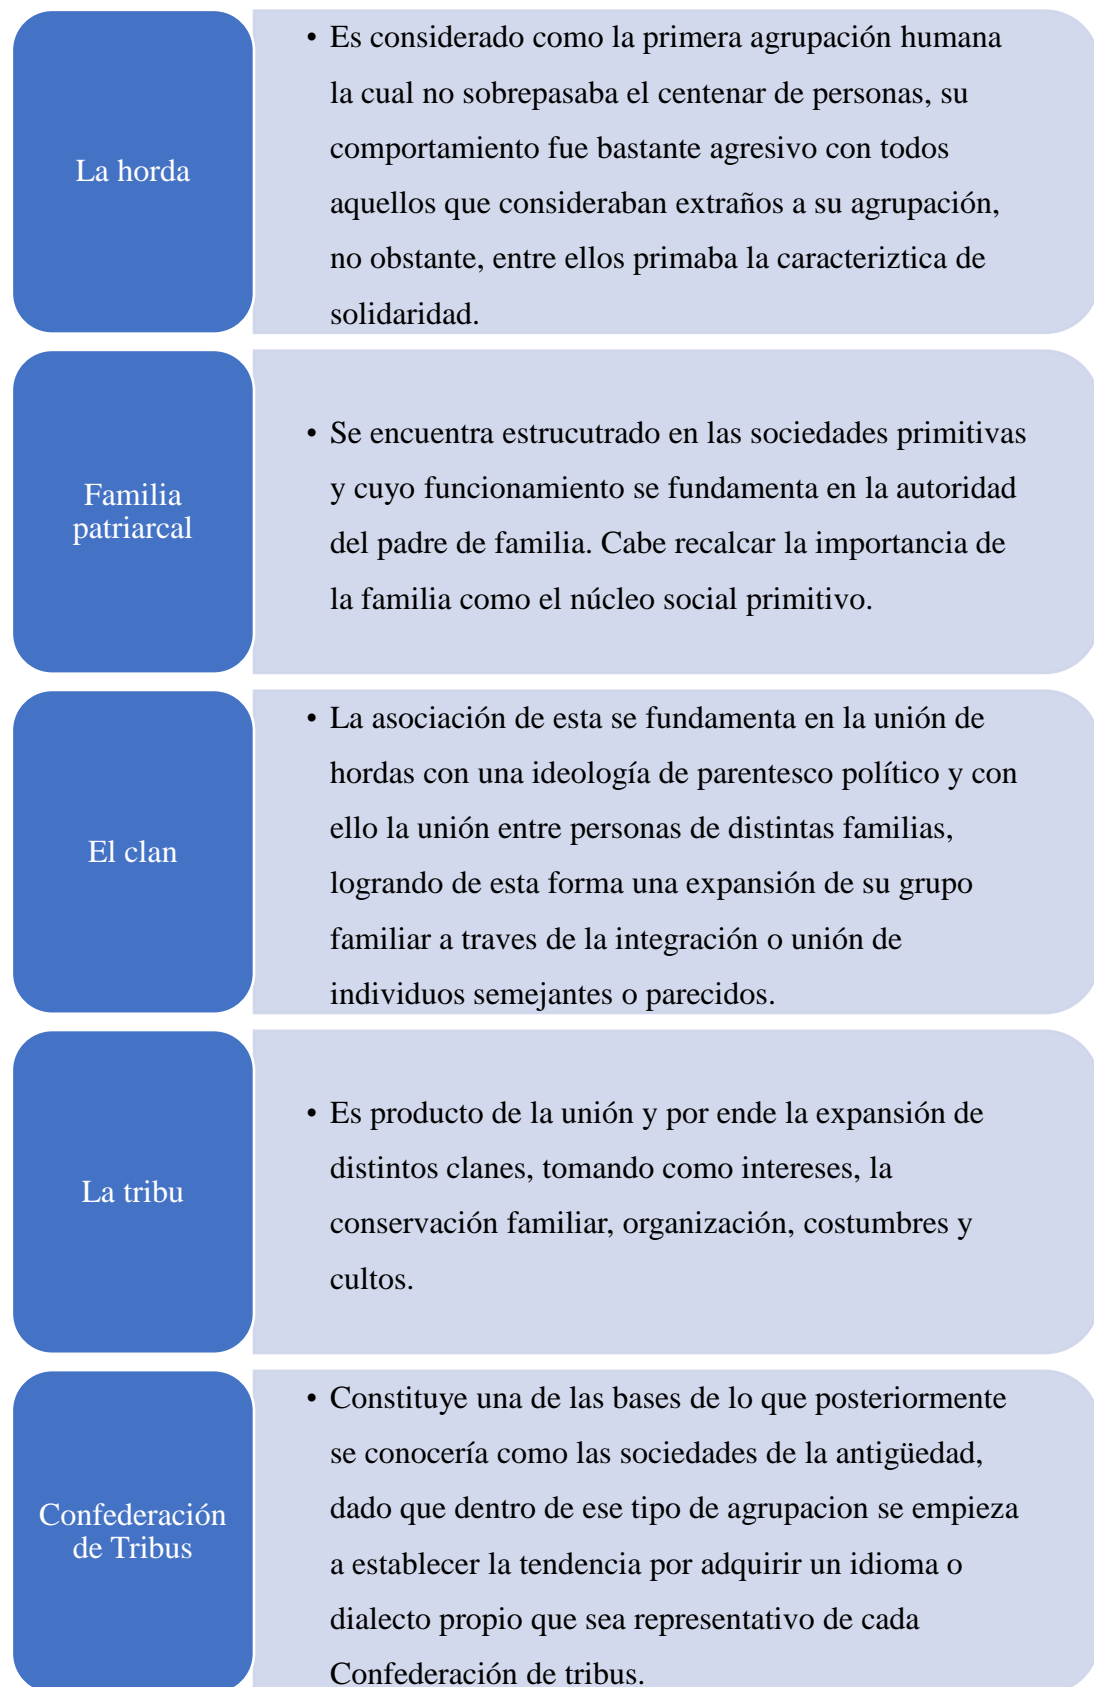 La horda
• Es considerado como la primera agrupación humana
la cual no sobrepasaba el centenar de personas, su
comportamiento fue bastante agresivo con todos
aquellos que consideraban extraños a su agrupación,
no obstante, entre ellos primaba la caracteriztica de
solidaridad.
Familia
patriarcal
• Se encuentra estrucutrado en las sociedades primitivas
y cuyo funcionamiento se fundamenta en la autoridad
del padre de familia. Cabe recalcar la importancia de
la familia como el núcleo social primitivo.
El clan
• La asociación de esta se fundamenta en la unión de
hordas con una ideología de parentesco político y con
ello la unión entre personas de distintas familias,
logrando de esta forma una expansión de su grupo
familiar a traves de la integración o unión de
individuos semejantes o parecidos.
La tribu
• Es producto de la unión y por ende la expansión de
distintos clanes, tomando como intereses, la
conservación familiar, organización, costumbres y
cultos.
Confederación
de Tribus
• Constituye una de las bases de lo que posteriormente
se conocería como las sociedades de la antigüedad,
dado que dentro de ese tipo de agrupacion se empieza
a establecer la tendencia por adquirir un idioma o
dialecto propio que sea representativo de cada
Confederación de tribus.